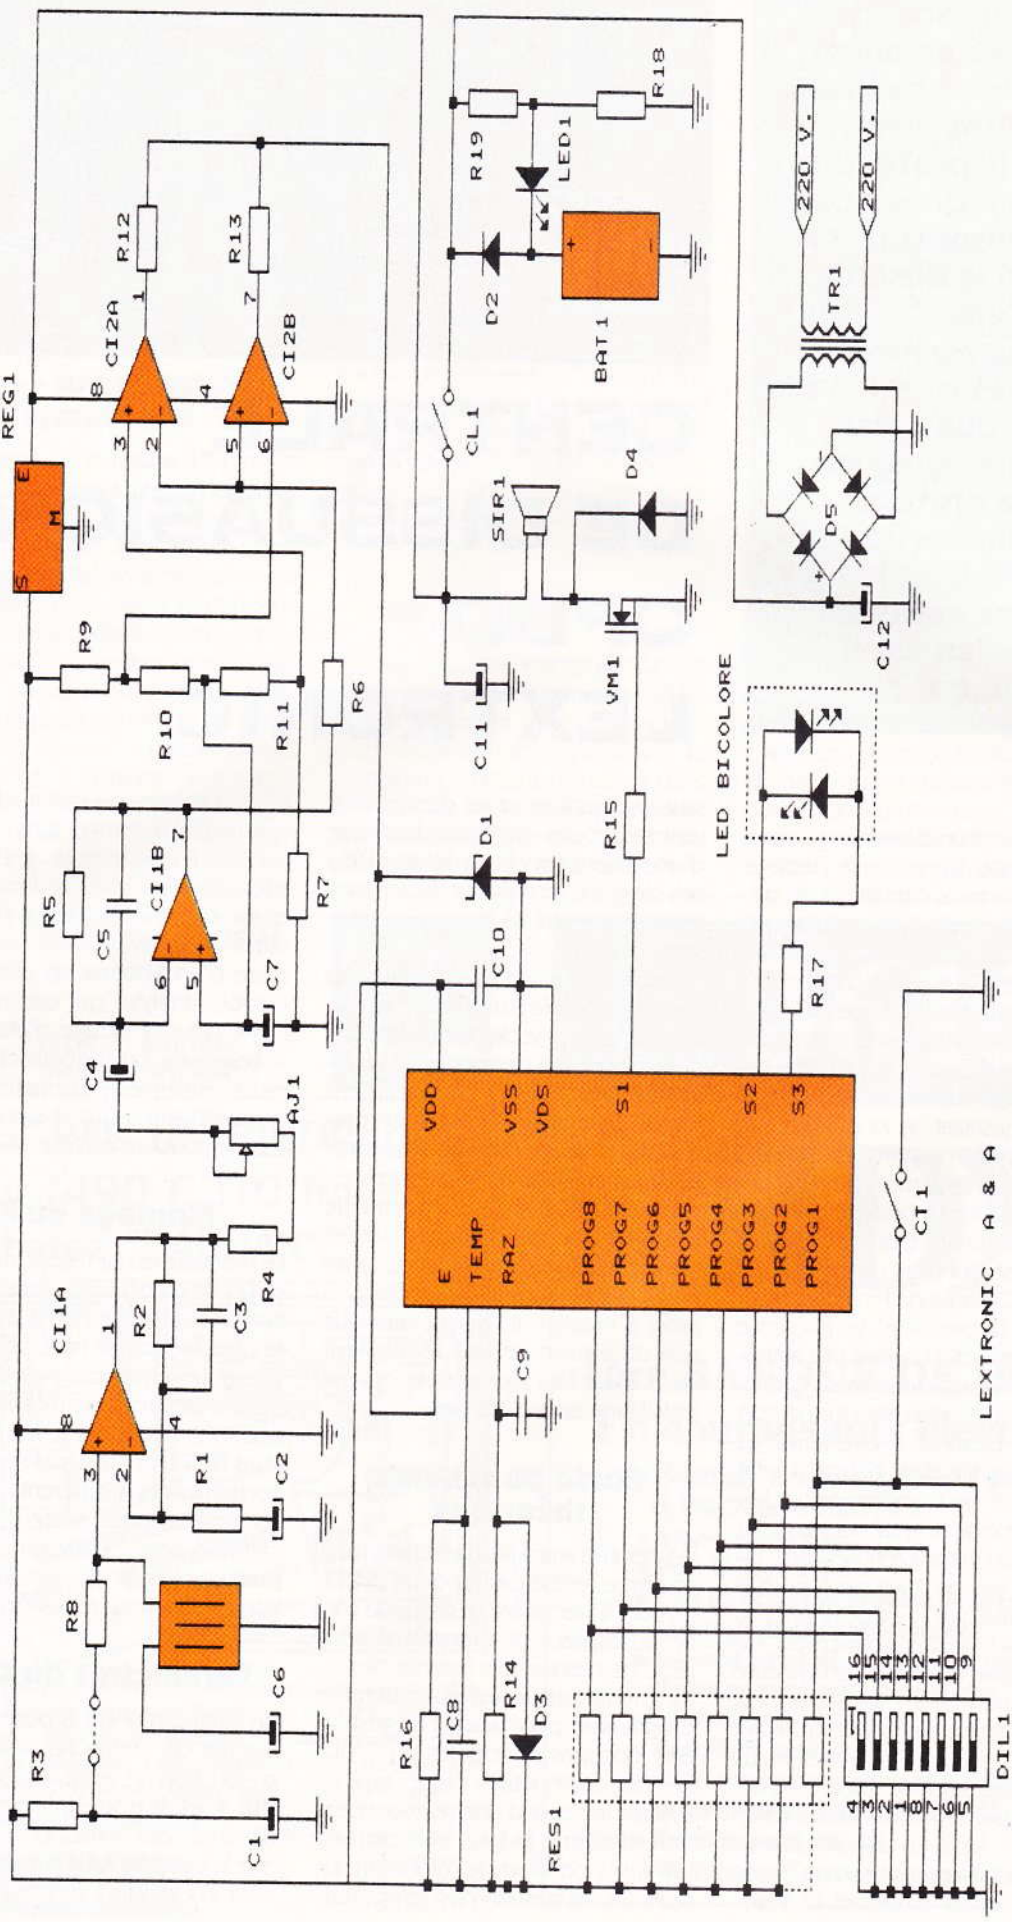 REG1
S
E
M
R3
R8
C1
C6
R1
C2
CI1A
8
3
2
1
4
+
-
R2
C3
R4
AJ1
C4
R5
C5
CI1B
6
5
7
-
+
C7
R7
R9
R10
R11
R6
CI2A
8
3
2
1
+
-
4
CI2B
5
6
7
+
-
R12
R13
R16
C8
R14
D3
C9
RES1
E
TEMP
RAZ
PROG8
PROG7
PROG6
PROG5
PROG4
PROG3
PROG2
PROG1
VDD
VSS
VDS
S1
S2
S3
C10
D1
C11
R15
VM1
SIR1
D4
CL1
D2
BAT1
+
-
LED1
R19
R18
R17
LED BICOLORE
C12
D5
+
-
TR1
220 V.
220 V.
CT1
DIL1
4
3
2
1
8
7
6
5
16
15
14
13
12
11
10
9
1
LEXTRONIC A & A